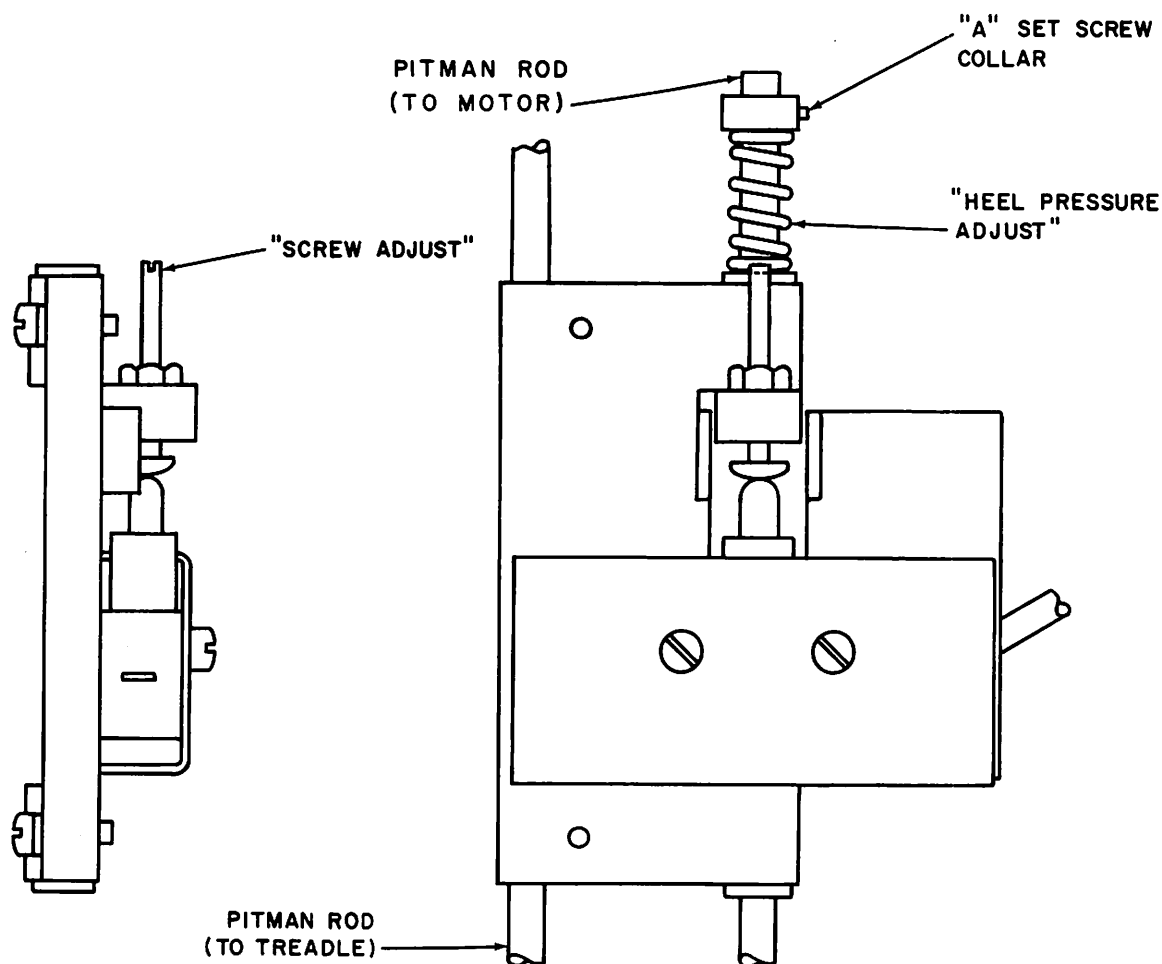 "A" SET SCREW
COLLAR
PITMAN ROD
(TO MOTOR)
"HEEL PRESSURE
ADJUST"
"SCREW ADJUST"
PITMAN ROD
(TO TREADLE)